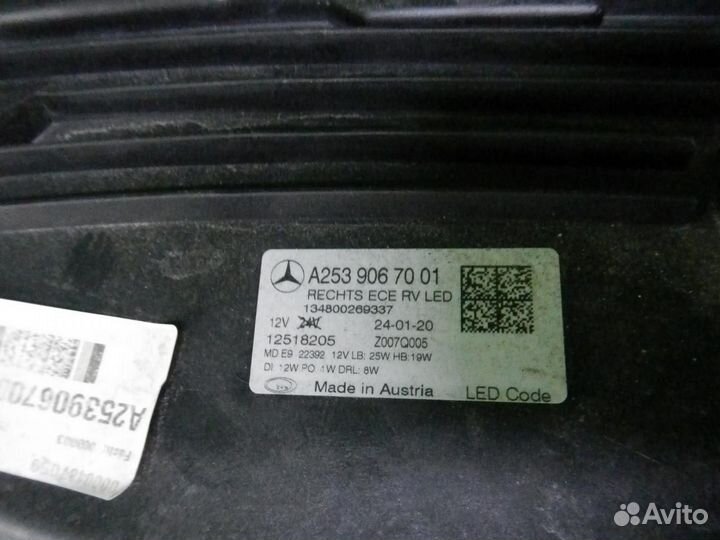 A253 906 70 01
RECHTS ECE RV LED
134800269337
12V 24V 24-01-20
12518205 Z007Q005
MD E9 22392 12V LB: 25W HB: 19W
DI: 12W PO: 1W DRL: 8W
Made in Austria LED Code
A25390670
Avito